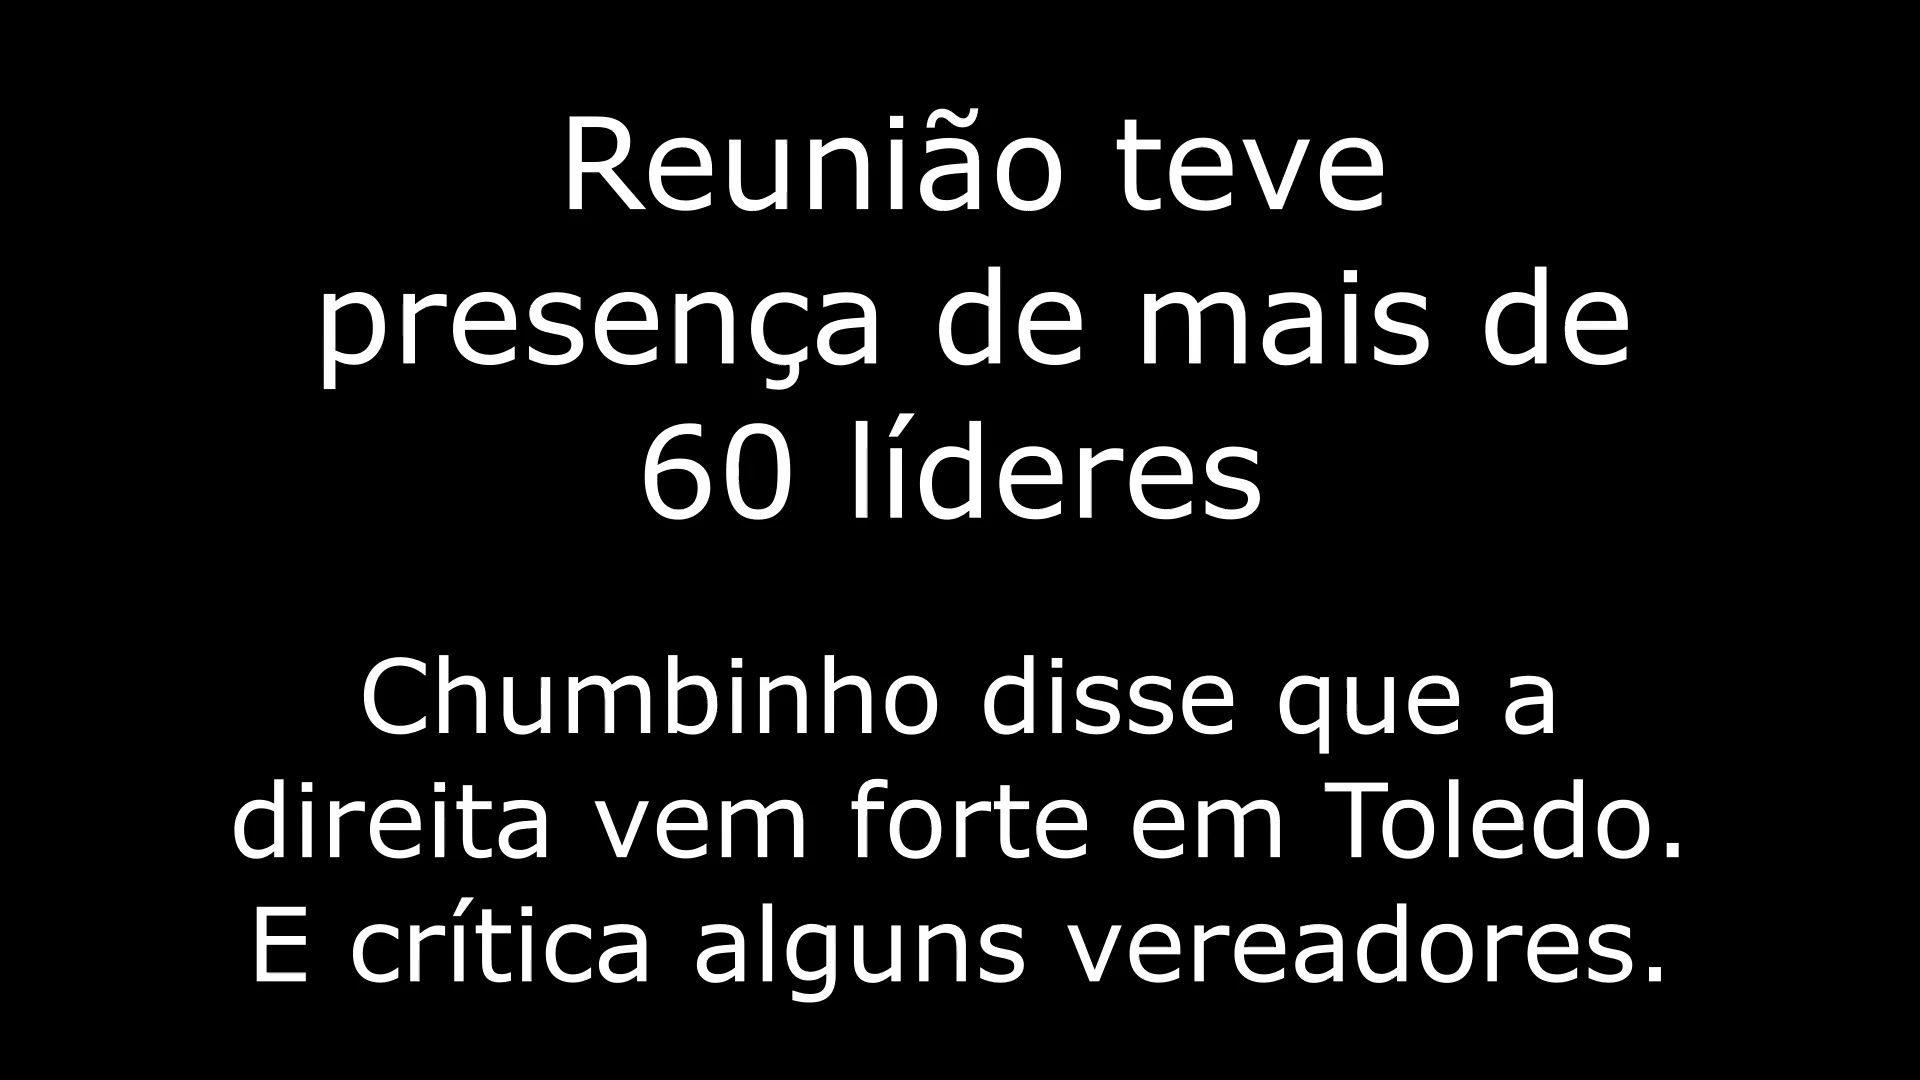 Reunião teve
presença de mais de
60 líderes
Chumbinho disse que a
direita vem forte em Toledo.
E crítica alguns vereadores.